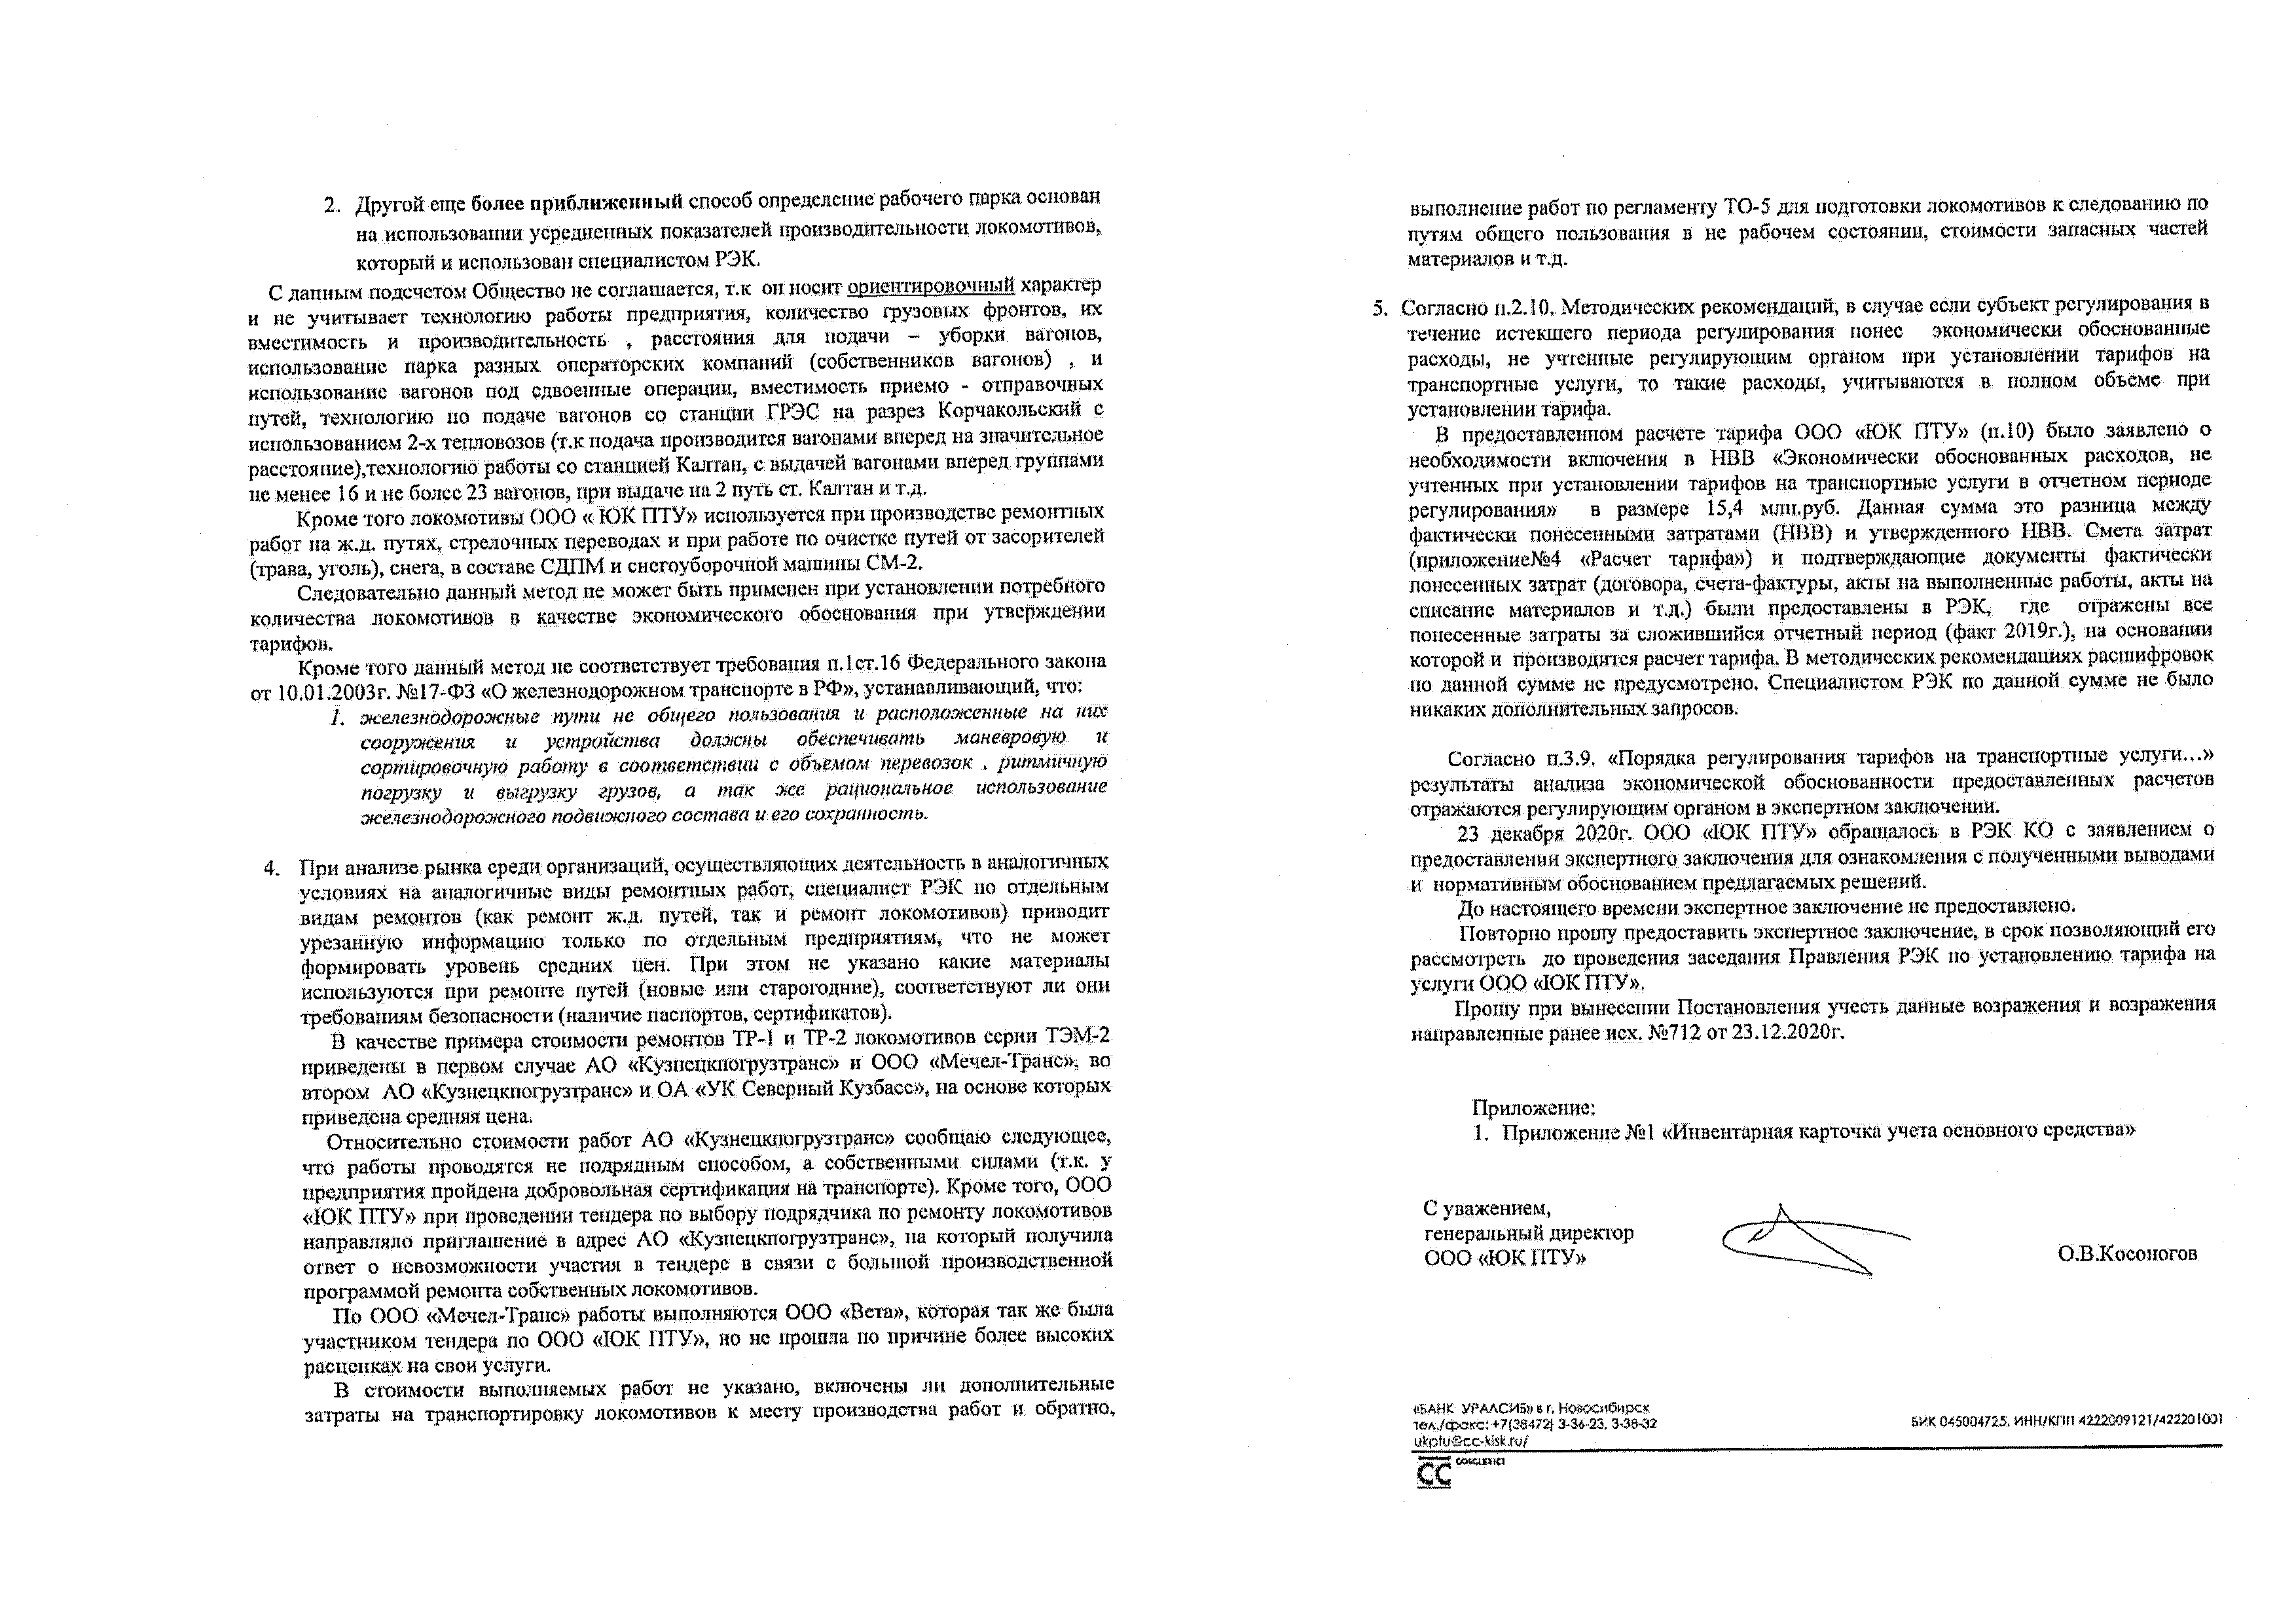 2. Другой еще более приближенный способ определение рабочего парка основан
на использовании усредненных показателей производительности локомотивов,
который и использован специалистом РЭК.
С данным подсчетом Общество не соглашается, т.к он носит ориентировочный характер
и не учитывает технологию работы предприятия, количество грузовых фронтов, их
вместимость и производительность , расстояния для подачи – уборки вагонов,
использование парка разных операторских компаний (собственников вагонов) , и
использование вагонов под сдвоенные операции, вместимость приемо - отправочных
путей, технологию по подаче вагонов со станции ГРЭС на разрез Корчакольский с
использованием 2-х тепловозов (т.к подача производится вагонами вперед на значительное
расстояние),технологию работы со станцией Калтан, с выдачей вагонами вперед группами
не менее 16 и не более 23 вагонов, при выдаче на 2 путь ст. Калтан и т.д.
Кроме того локомотивы ООО « ЮК ПТУ» используется при производстве ремонтных
работ на ж.д. путях, стрелочных переводах и при работе по очистке путей от засорителей
(трава, уголь), снега, в составе СДПМ и снегоуборочной машины СМ-2.
Следовательно данный метод не может быть применен при установлении потребного
количества локомотивов в качестве экономического обоснования при утверждении
тарифов.
Кроме того данный метод не соответствует требования п.1ст.16 Федерального закона
от 10.01.2003г. №17-ФЗ «О железнодорожном транспорте в РФ», устанавливающий, что:
1. железнодорожные пути не общего пользования и расположенные на них
сооружения и устройства должны обеспечивать маневровую и
сортировочную работу в соответствии с объемом перевозок , ритмичную
погрузку и выгрузку грузов, а так же рациональное использование
железнодорожного подвижного состава и его сохранность.
4. При анализе рынка среди организаций, осуществляющих деятельность в аналогичных
условиях на аналогичные виды ремонтных работ, специалист РЭК по отдельным
видам ремонтов (как ремонт ж.д. путей, так и ремонт локомотивов) приводит
урезанную информацию только по отдельным предприятиям, что не может
формировать уровень средних цен. При этом не указано какие материалы
используются при ремонте путей (новые или старогодние), соответствуют ли они
требованиям безопасности (наличие паспортов, сертификатов).
В качестве примера стоимости ремонтов ТР-1 и ТР-2 локомотивов серии ТЭМ-2
приведены в первом случае АО «Кузнецкпогрузтранс» и ООО «Мечел-Транс», во
втором АО «Кузнецкпогрузтранс» и ОА «УК Северный Кузбасс», на основе которых
приведена средняя цена.
Относительно стоимости работ АО «Кузнецкпогрузтранс» сообщаю следующее,
что работы проводятся не подрядным способом, а собственными силами (т.к. у
предприятия пройдена добровольная сертификация на транспорте). Кроме того, ООО
«ЮК ПТУ» при проведении тендера по выбору подрядчика по ремонту локомотивов
направляло приглашение в адрес АО «Кузнецкпогрузтранс», на который получила
ответ о невозможности участия в тендере в связи с большой производственной
программой ремонта собственных локомотивов.
По ООО «Мечел-Транс» работы выполняются ООО «Вета», которая так же была
участником тендера по ООО «ЮК ПТУ», но не прошла по причине более высоких
расценках на свои услуги.
В стоимости выполняемых работ не указано, включены ли дополнительные
затраты на транспортировку локомотивов к месту производства работ и обратно,
выполнение работ по регламенту ТО-5 для подготовки локомотивов к следованию по
путям общего пользования в не рабочем состоянии, стоимости запасных частей
материалов и т.д.
5. Согласно п.2.10. Методических рекомендаций, в случае если субъект регулирования в
течение истекшего периода регулирования понес экономически обоснованные
расходы, не учтенные регулирующим органом при установлении тарифов на
транспортные услуги, то такие расходы, учитываются в полном объеме при
установлении тарифа.
В предоставленном расчете тарифа ООО «ЮК ПТУ» (п.10) было заявлено о
необходимости включения в НВВ «Экономически обоснованных расходов, не
учтенных при установлении тарифов на транспортные услуги в отчетном периоде
регулирования» в размере 15,4 млн.руб. Данная сумма это разница между
фактически понесенными затратами (НВВ) и утвержденного НВВ. Смета затрат
(приложение№4 «Расчет тарифа») и подтверждающие документы фактически
понесенных затрат (договора, счета-фактуры, акты на выполненные работы, акты на
списание материалов и т.д.) были предоставлены в РЭК, где отражены все
понесенные затраты за сложившийся отчетный период (факт 2019г.), на основании
которой и производится расчет тарифа. В методических рекомендациях расшифровок
по данной сумме не предусмотрено. Специалистом РЭК по данной сумме не было
никаких дополнительных запросов.
Согласно п.3.9. «Порядка регулирования тарифов на транспортные услуги...»
результаты анализа экономической обоснованности предоставленных расчетов
отражаются регулирующим органом в экспертном заключении.
23 декабря 2020г. ООО «ЮК ПТУ» обращалось в РЭК КО с заявлением о
предоставлении экспертного заключения для ознакомления с полученными выводами
и нормативным обоснованием предлагаемых решений.
До настоящего времени экспертное заключение не предоставлено.
Повторно прошу предоставить экспертное заключение, в срок позволяющий его
рассмотреть до проведения заседания Правления РЭК по установлению тарифа на
услуги ООО «ЮК ПТУ».
Прошу при вынесении Постановления учесть данные возражения и возражения
направленные ранее исх. №712 от 23.12.2020г.
Приложение:
1. Приложение №1 «Инвентарная карточка учета основного средства»
С уважением,
генеральный директор
ООО «ЮК ПТУ»
О.В.Косоногов
«БАНК УРАЛСИБ» в г. Новосибирск
тел./факс: +7(38472) 3-36-23, 3-38-32
БИК 045004725, ИНН/КПП 4222009121/422201001
ukptu@cc-kisk.ru/
CC